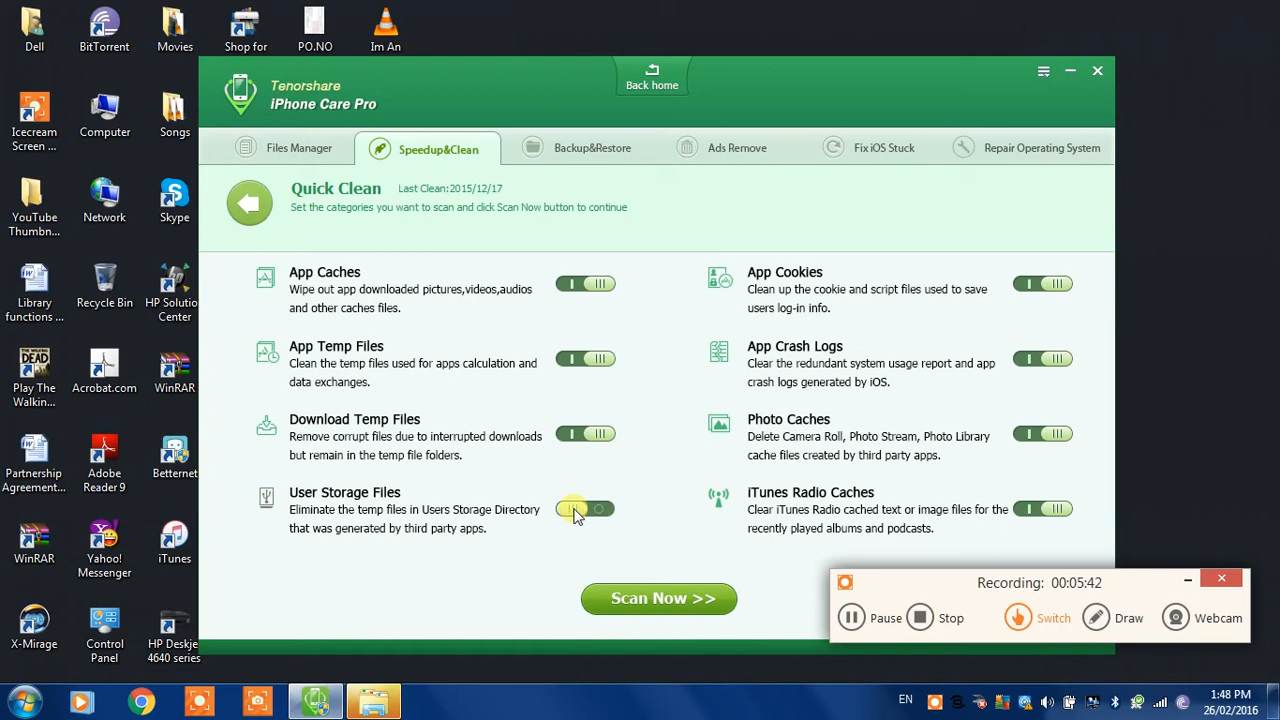 Dell
BitTorrent
Movies
Shop for
PO.NO
Im An
Icecream
Screen ...
Computer
Songs
YouTube
Thumbn...
Network
Skype
Library
functions ...
Recycle Bin
HP Solutio
Center
Play The
Walkin...
Acrobat.com
WinRAR
Partnership
Agreement...
Adobe
Reader 9
Betternet
WinRAR
Yahoo!
Messenger
iTunes
X-Mirage
Control
Panel
HP Deskje
4640 series
Tenorshare
iPhone Care Pro
Back home
Files Manager
Speedup&Clean
Backup&Restore
Ads Remove
Fix iOS Stuck
Repair Operating System
Quick Clean
Last Clean:2015/12/17
Set the categories you want to scan and click Scan Now button to continue
App Caches
Wipe out app downloaded pictures,videos,audios
and other caches files.
App Cookies
Clean up the cookie and script files used to save
users log-in info.
App Temp Files
Clean the temp files used for apps calculation and
data exchanges.
App Crash Logs
Clear the redundant system usage report and app
crash logs generated by iOS.
Download Temp Files
Remove corrupt files due to interrupted downloads
but remain in the temp file folders.
Photo Caches
Delete Camera Roll, Photo Stream, Photo Library
cache files created by third party apps.
User Storage Files
Eliminate the temp files in Users Storage Directory
that was generated by third party apps.
iTunes Radio Caches
Clear iTunes Radio cached text or image files for the
recently played albums and podcasts.
Scan Now >>
Recording: 00:05:42
Pause
Stop
Switch
Draw
Webcam
EN
1:48 PM
26/02/2016